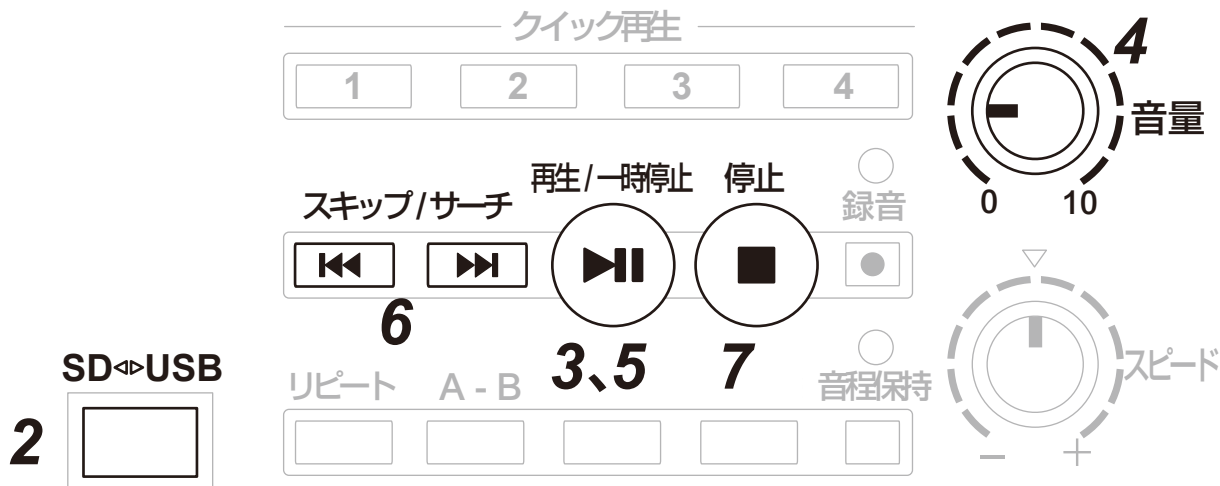 クイック再生
1 2 3 4
4
音量
0 10
スキップ/サーチ
再生/一時停止
停止
録音
6
3、5
7
SD◁▷USB
2
リピート
A - B
音程保持
スピード
− +